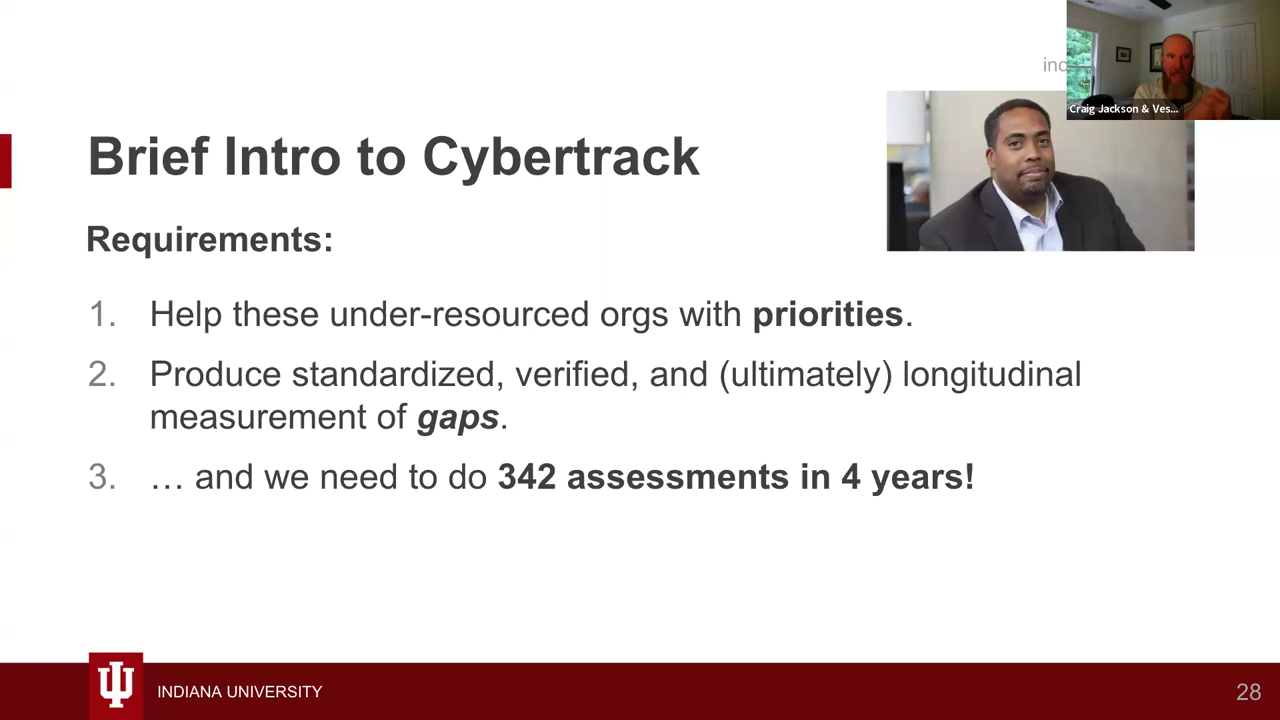 Craig Jackson & Ves...
Brief Intro to Cybertrack
Requirements:
1. Help these under-resourced orgs with priorities.
2. Produce standardized, verified, and (ultimately) longitudinal
measurement of gaps.
3. … and we need to do 342 assessments in 4 years!
INDIANA UNIVERSITY
28